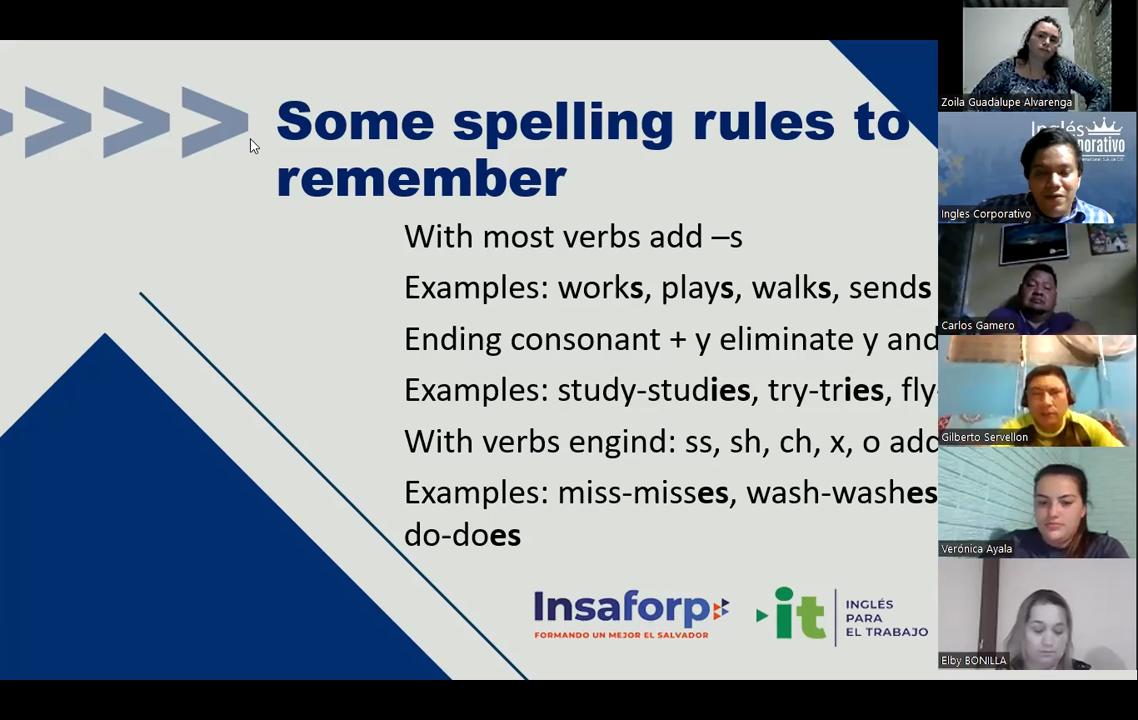 Some spelling rules to
remember
With most verbs add –s
Examples: works, plays, walks, sends
Ending consonant + y eliminate y and
Examples: study-studies, try-tries, fly-
With verbs engind: ss, sh, ch, x, o add
Examples: miss-misses, wash-washes
do-does
Insaforp
FORMANDO UN MEJOR EL SALVADOR
it
INGLÉS
PARA
EL TRABAJO
Zoila Guadalupe Alvarenga
Inglés
Ingles Corporativo
Carlos Gamero
Gilberto Servellon
Verónica Ayala
Elby BONILLA